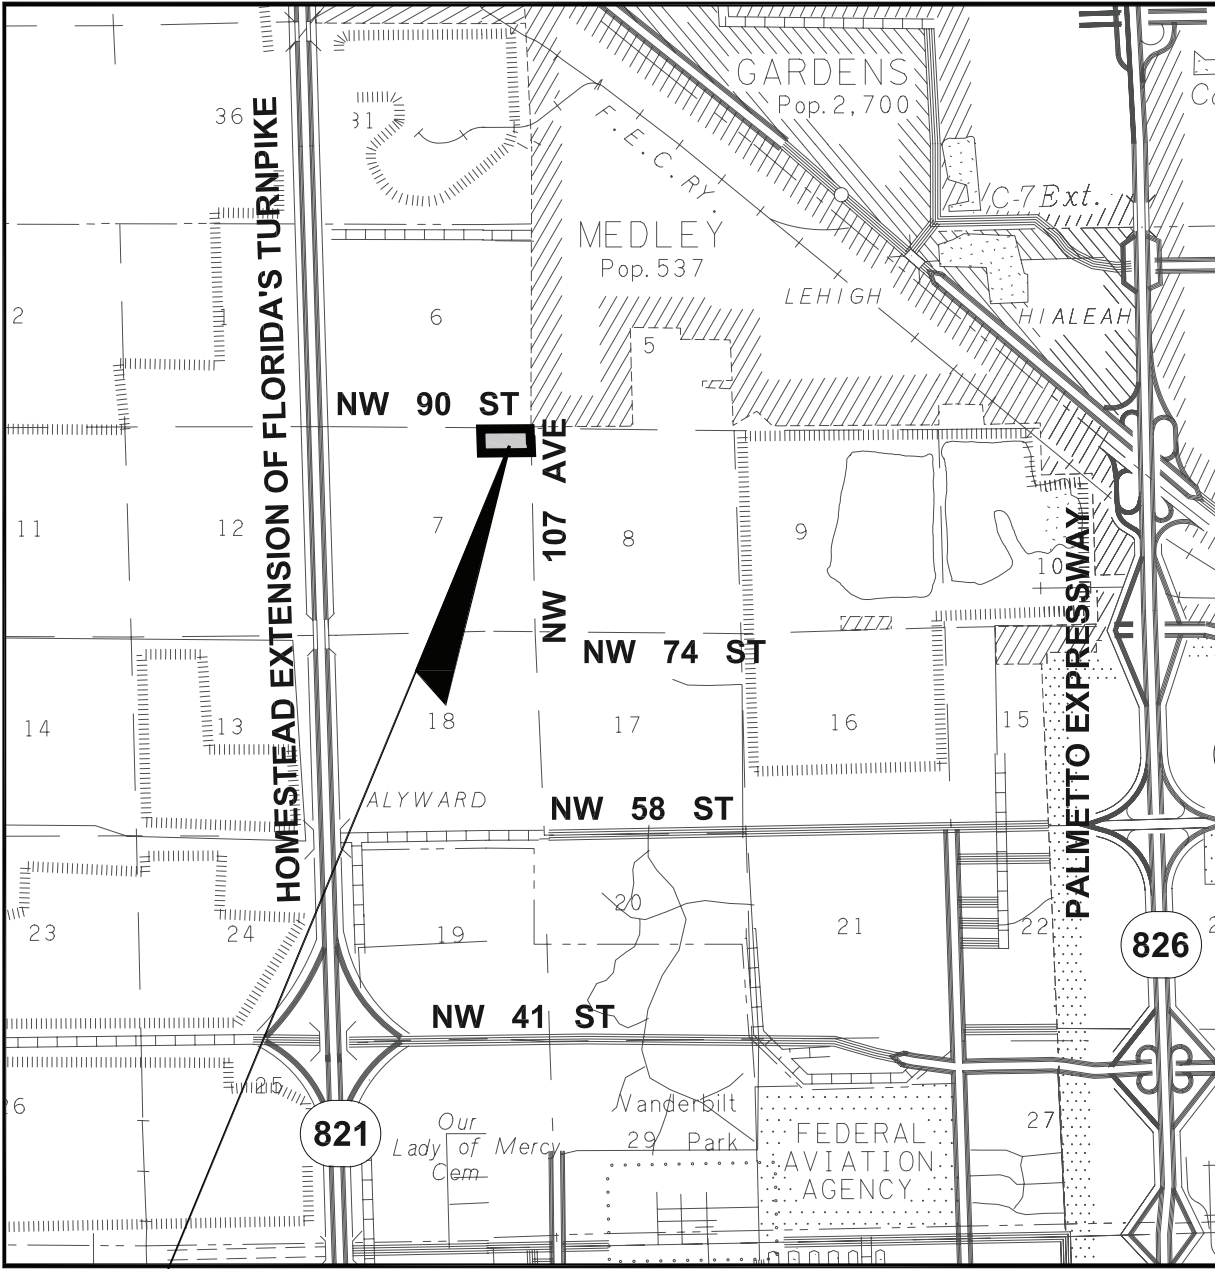 GARDENS
Pop. 2,700
36
31
F. E. C. RY.
C-7 Ext.
MEDLEY
Pop. 537
LEHIGH
HIALEAH
2
1
6
5
NW 90 ST
HOMESTEAD EXTENSION OF FLORIDA'S TURNPIKE
NW 107 AVE
11
12
7
8
9
10
PALMETTO EXPRESSWAY
NW 74 ST
14
13
18
17
16
15
ALYWARD
NW 58 ST
23
24
19
20
21
22
826
NW 41 ST
26
25
821
Our
Lady of Mercy
Cem
Vanderbilt
29 Park
FEDERAL
AVIATION
AGENCY
27